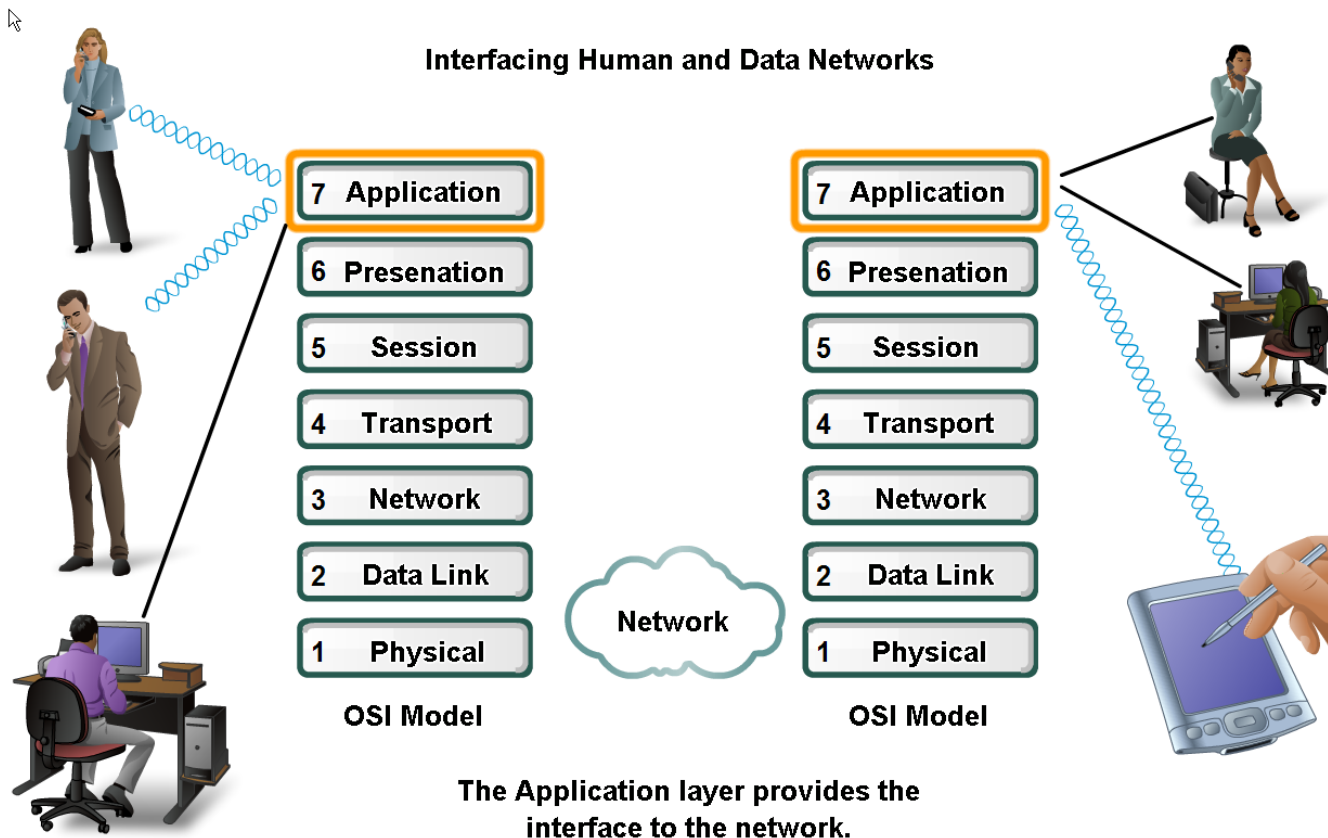 Interfacing Human and Data Networks
7 Application
6 Presenation
5 Session
4 Transport
3 Network
2 Data Link
1 Physical
OSI Model
Network
7 Application
6 Presenation
5 Session
4 Transport
3 Network
2 Data Link
1 Physical
OSI Model
The Application layer provides the
interface to the network.